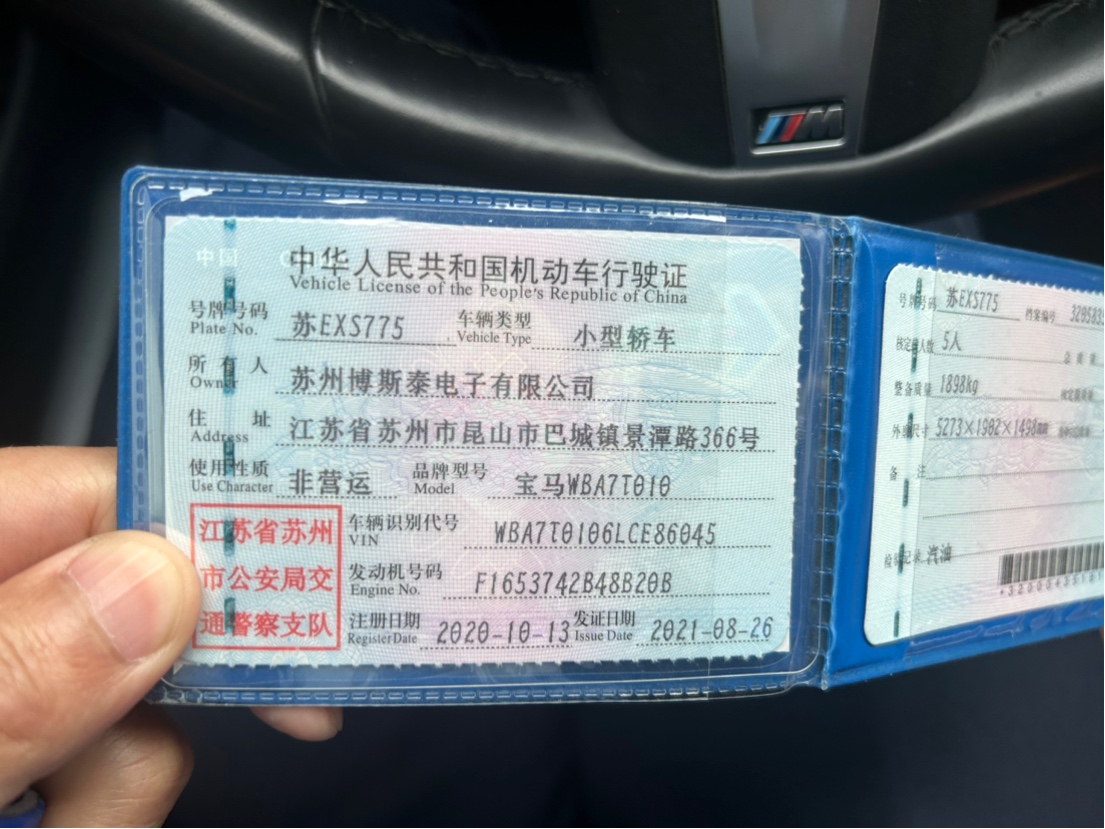 M
中国
中华人民共和国机动车行驶证
Vehicle License of the People's Republic of China
号牌号码 苏EXS775 车辆类型 小型轿车
Plate No. Vehicle Type
所有人 苏州博斯泰电子有限公司
Owner
住址 江苏省苏州市昆山市巴城镇景潭路366号
Address
使用性质 非营运 品牌型号 宝马WBA7T010
Use Character Model
江苏省苏州
市公安局交
通警察支队
车辆识别代号 WBA7T0106LCE86045
VIN
发动机号码 F1653742B48B20B
Engine No.
注册日期 2020-10-13 发证日期 2021-08-26
Register Date Issue Date
号牌号码 苏EXS775 档案编号
核定人数 5人
整备质量 1898kg
外廓尺寸 5273×1902×1498mm
备注
检验记录 汽油